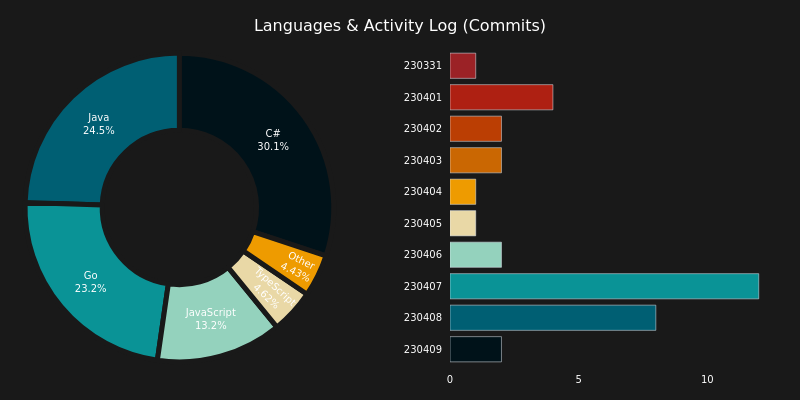 Languages & Activity Log (Commits)
Java
24.5%
C#
30.1%
Other
4.43%
TypeScript
4.62%
JavaScript
13.2%
Go
23.2%
230331
230401
230402
230403
230404
230405
230406
230407
230408
230409
0 5 10